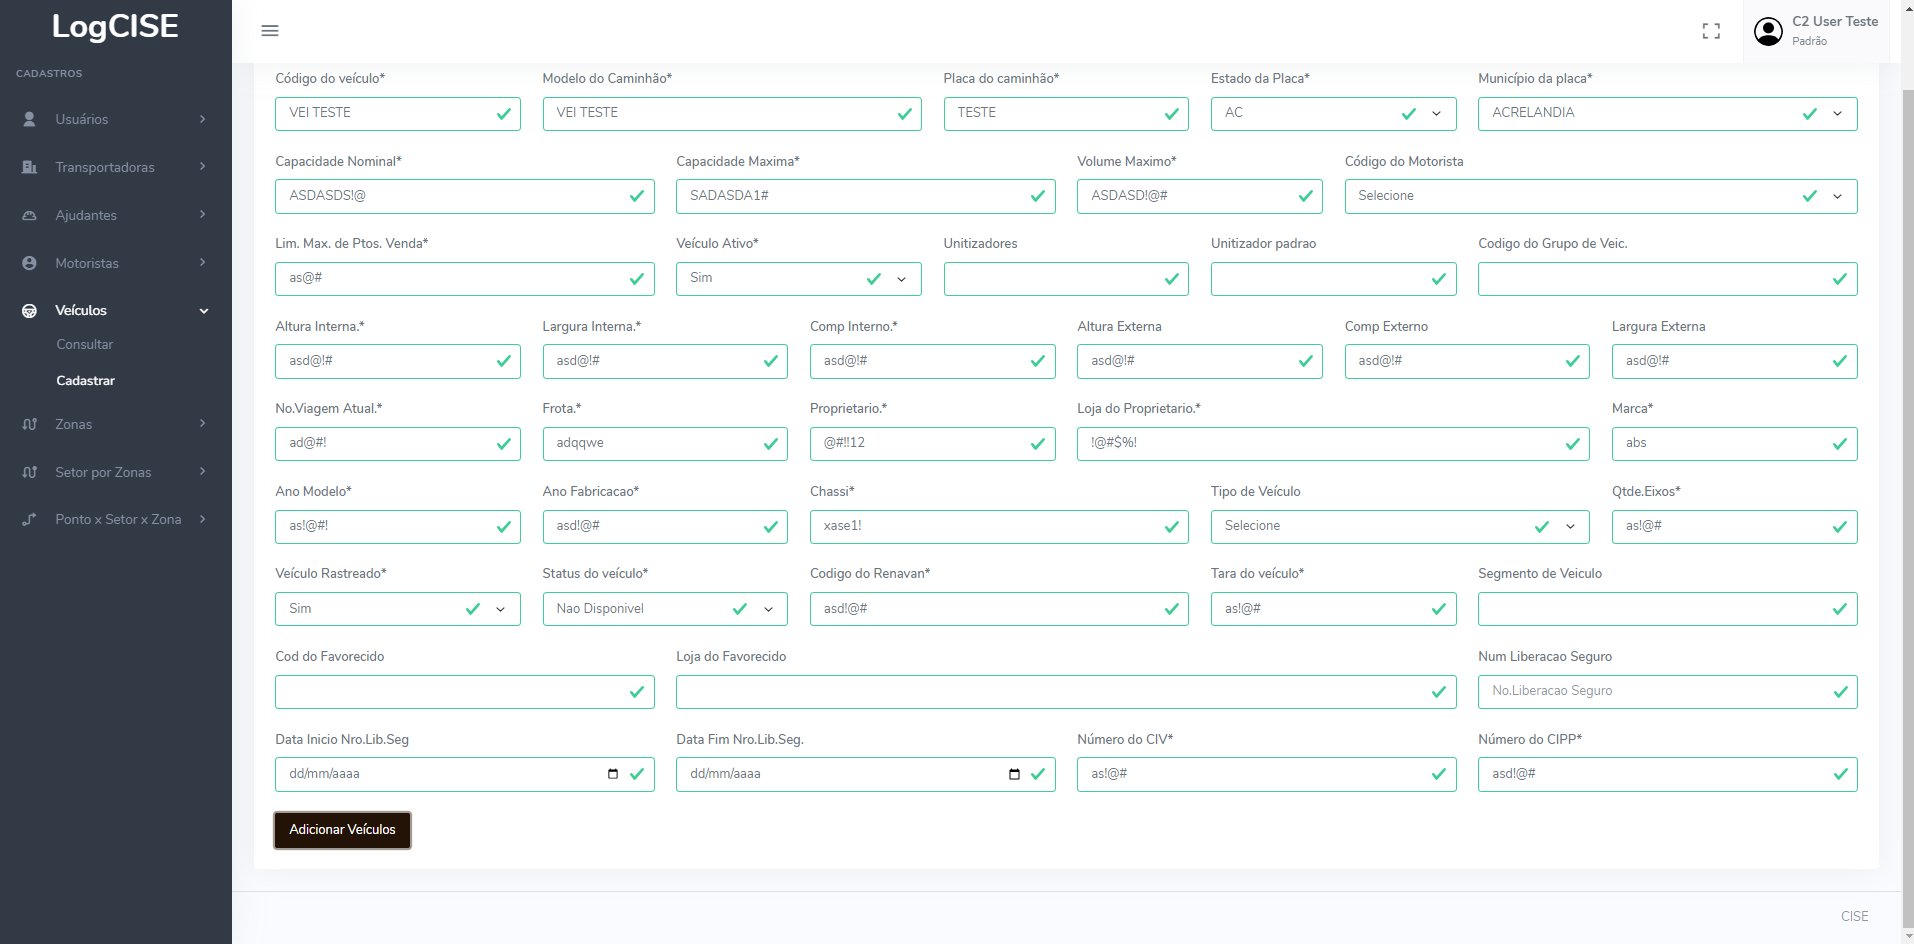 LogCISE
CADASTROS
Usuários
Transportadoras
Ajudantes
Motoristas
Veículos
Consultar
Cadastrar
Zonas
Setor por Zonas
Ponto x Setor x Zona
C2 User Teste
Padrão
Código do veículo* Modelo do Caminhão* Placa do caminhão* Estado da Placa* Município da placa*
VEI TESTE VEI TESTE TESTE AC ACRELANDIA
Capacidade Nominal* Capacidade Maxima* Volume Maximo* Código do Motorista
ASDASDS!@ SADASDA1# ASDASD!@# Selecione
Lim. Max. de Ptos. Venda* Veículo Ativo* Unitizadores Unitizador padrao Codigo do Grupo de Veic.
as@# Sim
Altura Interna.* Largura Interna.* Comp Interno.* Altura Externa Comp Externo Largura Externa
asd@!# asd@!# asd@!# asd@!# asd@!# asd@!#
No.Viagem Atual.* Frota.* Proprietario.* Loja do Proprietario.* Marca*
ad@#! adqqwe @#!!12 !@#$%! abs
Ano Modelo* Ano Fabricacao* Chassi* Tipo de Veículo Qtde.Eixos*
as!@#! asd!@# xase1! Selecione as!@#
Veículo Rastreado* Status do veículo* Codigo do Renavan* Tara do veículo* Segmento de Veiculo
Sim Nao Disponivel asd!@# as!@#
Cod do Favorecido Loja do Favorecido Num Liberacao Seguro
No.Liberacao Seguro
Data Inicio Nro.Lib.Seg Data Fim Nro.Lib.Seg. Número do CIV* Número do CIPP*
dd/mm/aaaa dd/mm/aaaa as!@# asd!@#
Adicionar Veículos
CISE